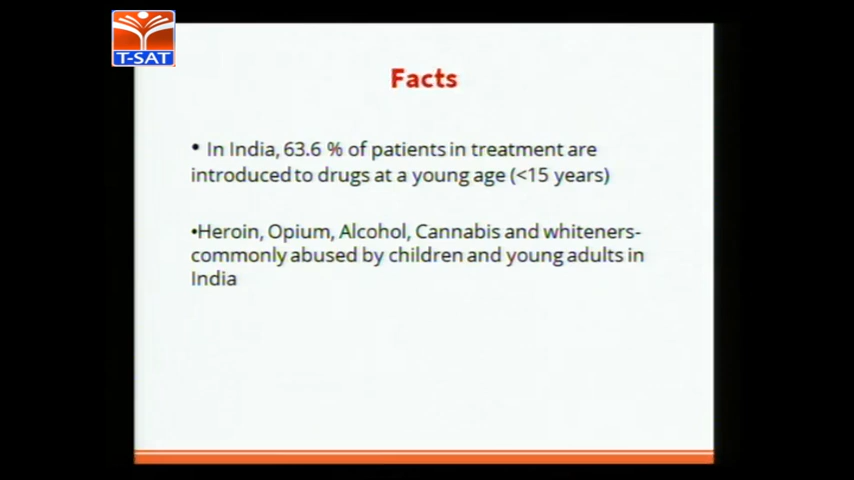 T-SAT
Facts
• In India, 63.6 % of patients in treatment are
introduced to drugs at a young age (<15 years)
•Heroin, Opium, Alcohol, Cannabis and whiteners-
commonly abused by children and young adults in
India